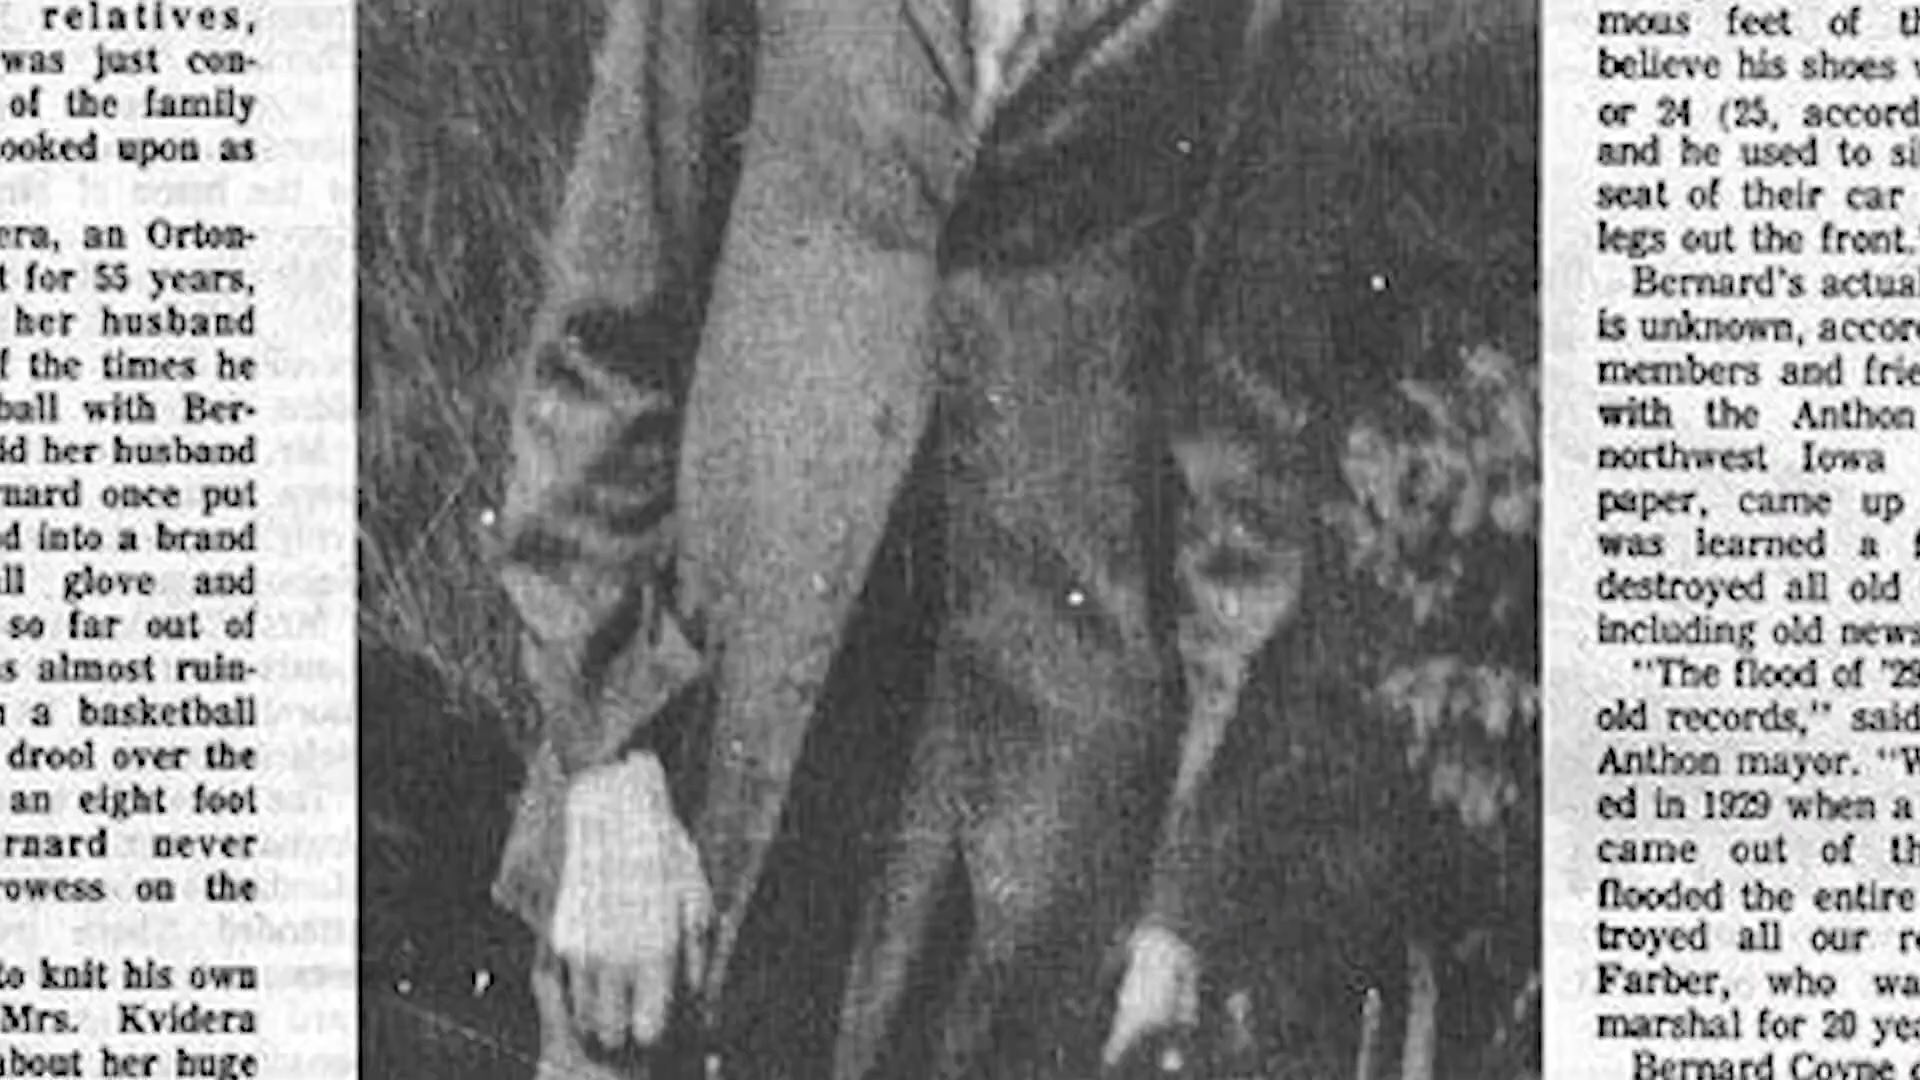 relatives,
was just con-
of the family
ooked upon as
era, an Orton-
t for 55 years,
her husband
f the times he
ball with Ber-
id her husband
rnard once put
d into a brand
ll glove and
so far out of
s almost ruin-
a basketball
drool over the
an eight foot
rnard never
rowess on the
to knit his own
Mrs. Kvidera
about her huge
mous feet of th
believe his shoes w
or 24 (25, accord
and he used to si
seat of their car
legs out the front.
Bernard's actual
is unknown, accor
members and frie
with the Anthon
northwest Iowa
paper, came up
was learned a f
destroyed all old
including old news
"The flood of '29
old records," said
Anthon mayor. "W
ed in 1929 when a
came out of th
flooded the entire
troyed all our re
Farber, who wa
marshal for 20 yea
Bernard Coyne